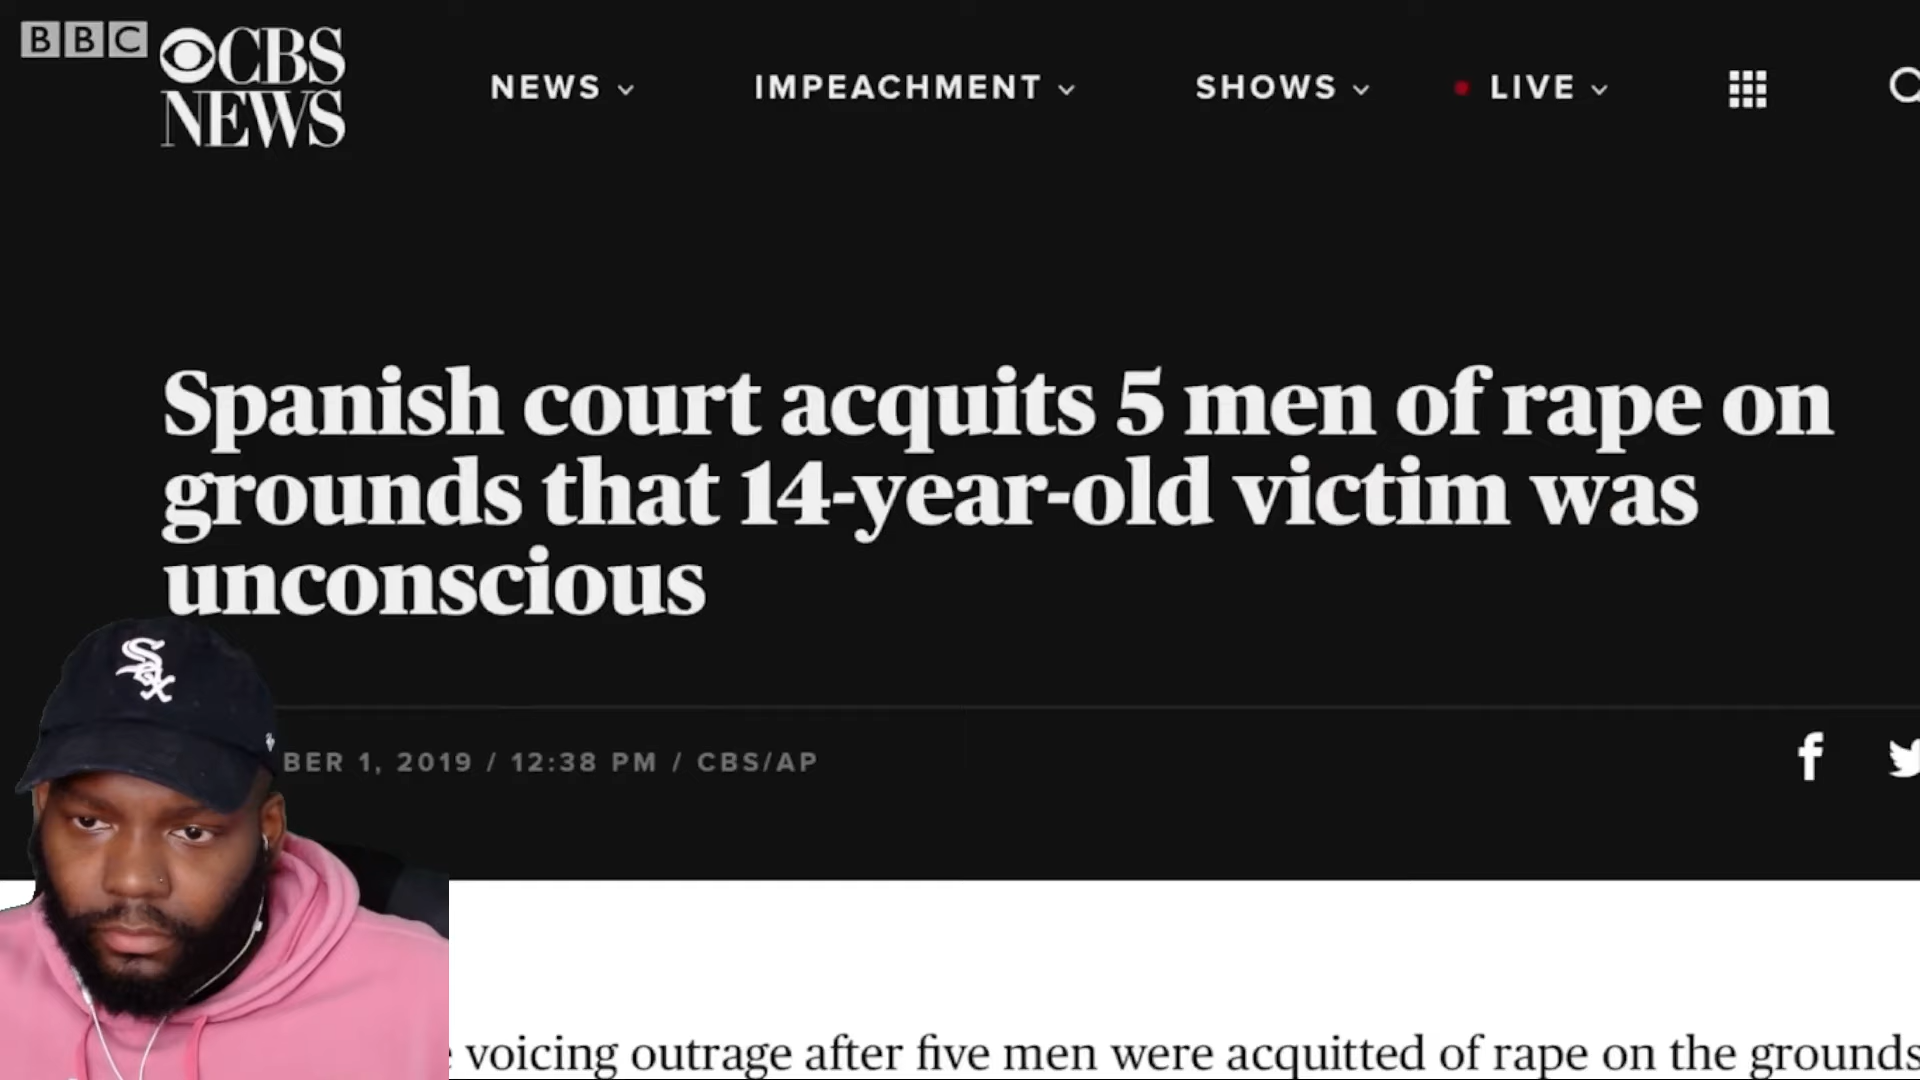 BBC
CBS
NEWS
NEWS
IMPEACHMENT
SHOWS
LIVE
Spanish court acquits 5 men of rape on
grounds that 14-year-old victim was
unconscious
Sox
BER 1, 2019 / 12:38 PM / CBS/AP
voicing outrage after five men were acquitted of rape on the grounds